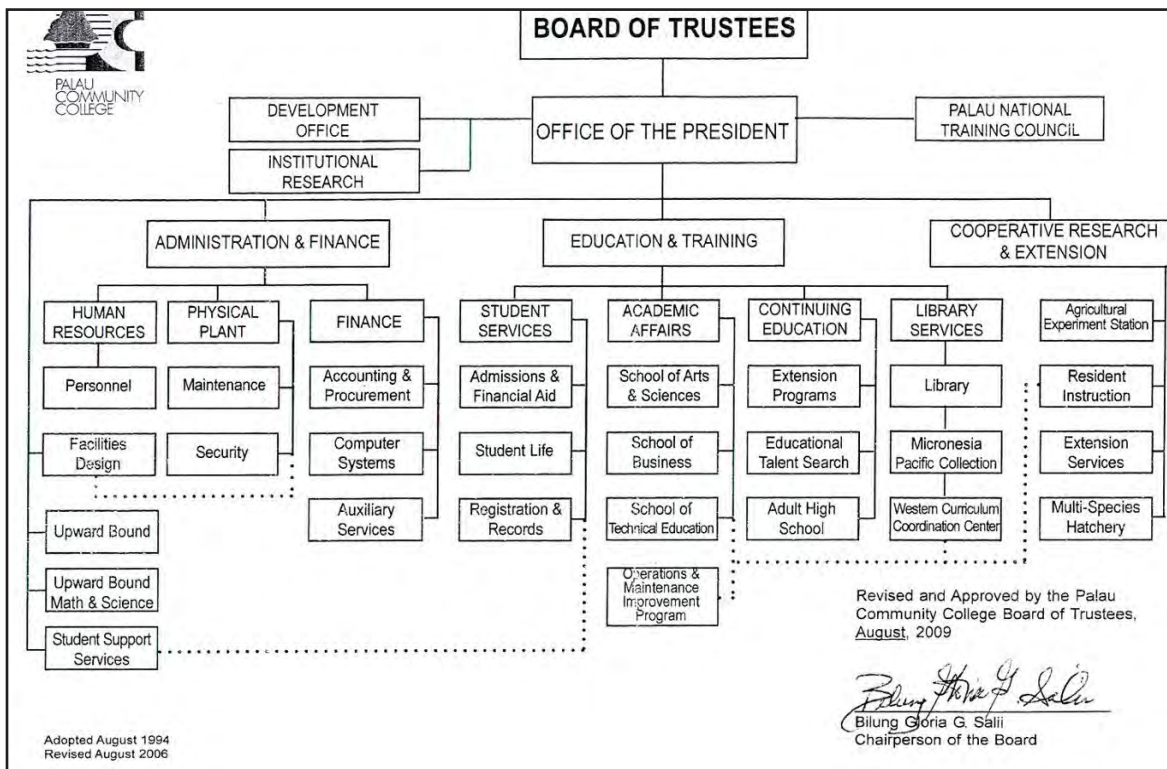 PALAU
COMMUNITY
COLLEGE
BOARD OF TRUSTEES
DEVELOPMENT
OFFICE
OFFICE OF THE PRESIDENT
PALAU NATIONAL
TRAINING COUNCIL
INSTITUTIONAL
RESEARCH
ADMINISTRATION & FINANCE
EDUCATION & TRAINING
COOPERATIVE RESEARCH
& EXTENSION
HUMAN
RESOURCES
PHYSICAL
PLANT
FINANCE
STUDENT
SERVICES
ACADEMIC
AFFAIRS
CONTINUING
EDUCATION
LIBRARY
SERVICES
Agricultural
Experiment Station
Personnel
Maintenance
Accounting &
Procurement
Admissions &
Financial Aid
School of Arts
& Sciences
Extension
Programs
Library
Resident
Instruction
Facilities
Design
Security
Computer
Systems
Student Life
School of
Business
Educational
Talent Search
Micronesia
Pacific Collection
Extension
Services
Upward Bound
Auxiliary
Services
Registration &
Records
School of
Technical Education
Adult High
School
Western Curriculum
Coordination Center
Multi-Species
Hatchery
Upward Bound
Math & Science
Operations &
Maintenance
Improvement
Program
Student Support
Services
Revised and Approved by the Palau
Community College Board of Trustees,
August, 2009
Bilung Gloria G. Salii
Bilung Gloria G. Salii
Chairperson of the Board
Adopted August 1994
Revised August 2006